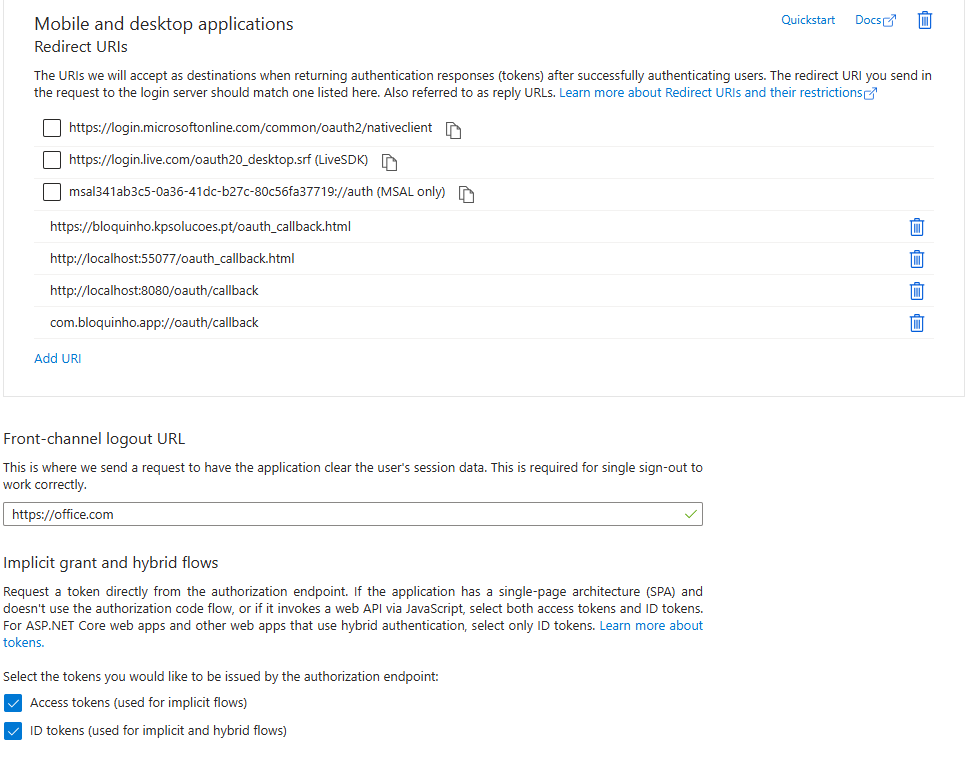 Mobile and desktop applications
Quickstart
Docs
Redirect URIs
The URIs we will accept as destinations when returning authentication responses (tokens) after successfully authenticating users. The redirect URI you send in
the request to the login server should match one listed here. Also referred to as reply URLs. Learn more about Redirect URIs and their restrictions
https://login.microsoftonline.com/common/oauth2/nativeclient
https://login.live.com/oauth20_desktop.srf (LiveSDK)
msal341ab3c5-0a36-41dc-b27c-80c56fa37719://auth (MSAL only)
https://bloquinho.kpsolucoes.pt/oauth_callback.html
http://localhost:55077/oauth_callback.html
http://localhost:8080/oauth/callback
com.bloquinho.app://oauth/callback
Add URI
Front-channel logout URL
This is where we send a request to have the application clear the user's session data. This is required for single sign-out to
work correctly.
https://office.com
Implicit grant and hybrid flows
Request a token directly from the authorization endpoint. If the application has a single-page architecture (SPA) and
doesn't use the authorization code flow, or if it invokes a web API via JavaScript, select both access tokens and ID tokens.
For ASP.NET Core web apps and other web apps that use hybrid authentication, select only ID tokens. Learn more about
tokens.
Select the tokens you would like to be issued by the authorization endpoint:
Access tokens (used for implicit flows)
ID tokens (used for implicit and hybrid flows)